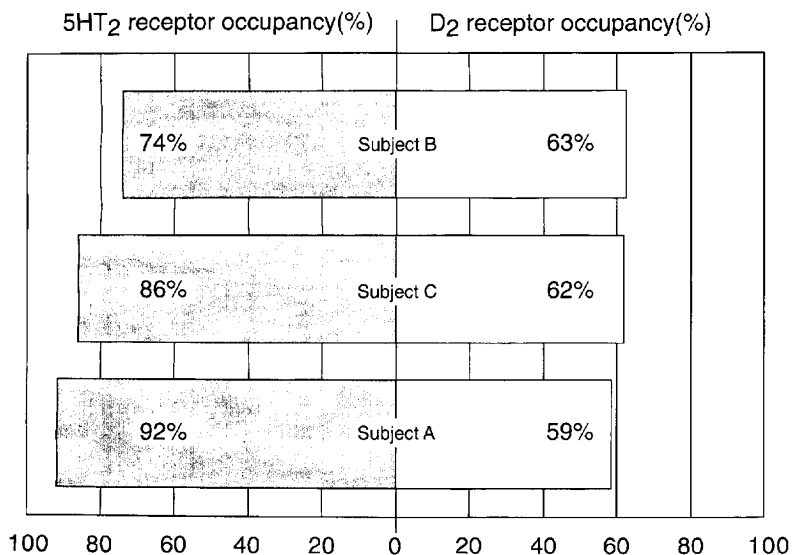 5HT₂ receptor occupancy(%) D₂ receptor occupancy(%)
74% Subject B 63%
86% Subject C 62%
92% Subject A 59%
100 80 60 40 20 0 20 40 60 80 100